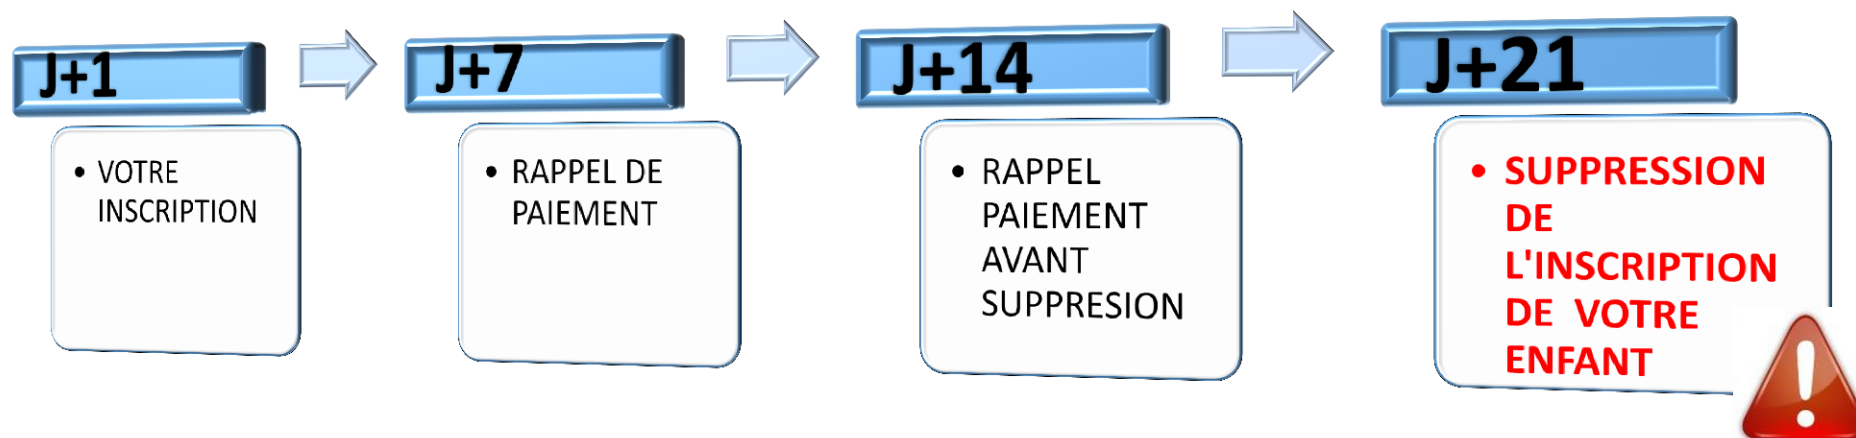 J+1
• VOTRE
INSCRIPTION
J+7
• RAPPEL DE
PAIEMENT
J+14
• RAPPEL
PAIEMENT
AVANT
SUPPRESION
J+21
• SUPPRESSION
DE
L'INSCRIPTION
DE VOTRE
ENFANT
!